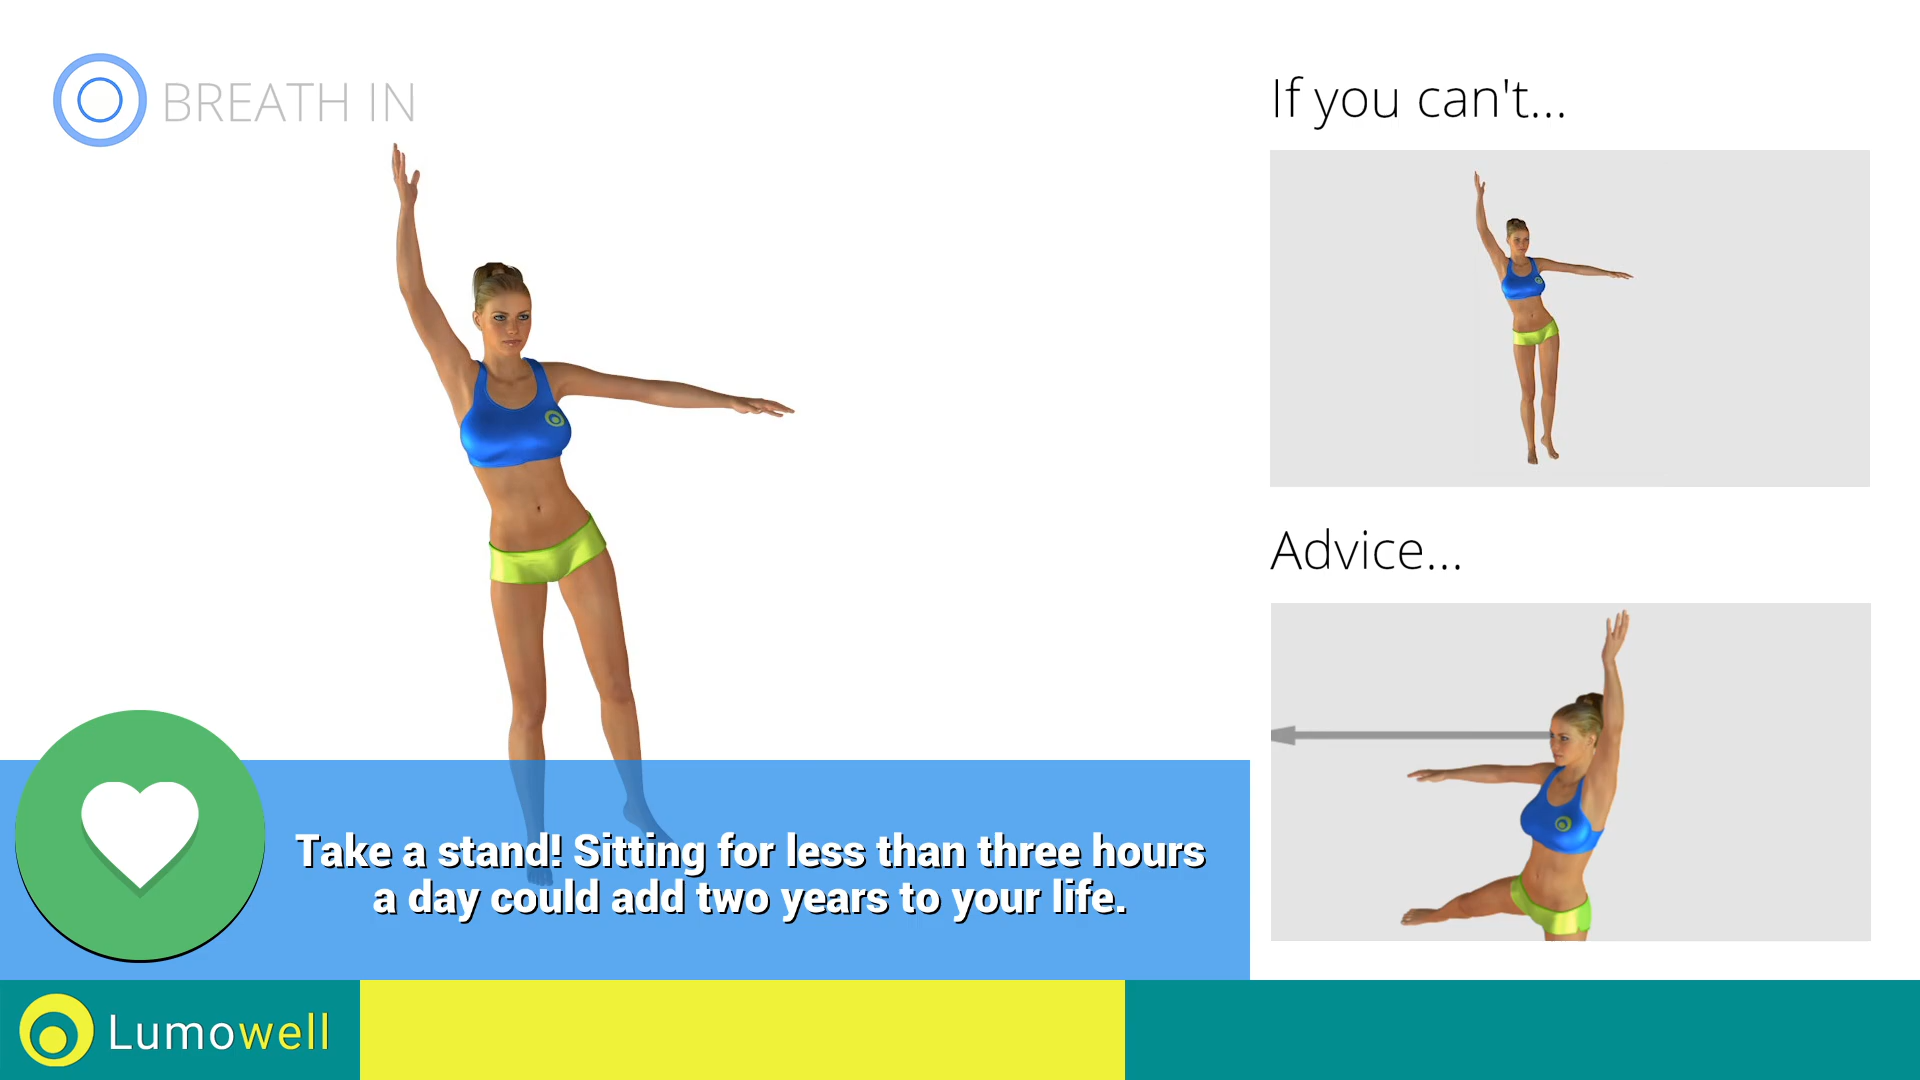 BREATH IN
If you can't...
Advice...
Take a stand! Sitting for less than three hours
a day could add two years to your life.
Lumowell